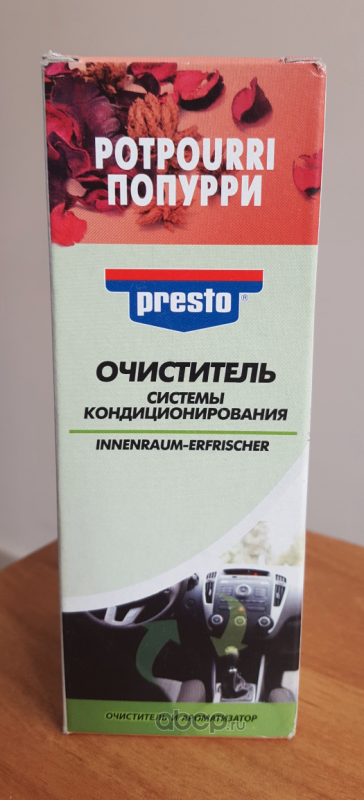 POTPOURRI
ПОПУРРИ
presto®
ОЧИСТИТЕЛЬ
СИСТЕМЫ
КОНДИЦИОНИРОВАНИЯ
INNENRAUM-ERFRISCHER
ОЧИСТИТЕЛЬ И АРОМАТИЗАТОР